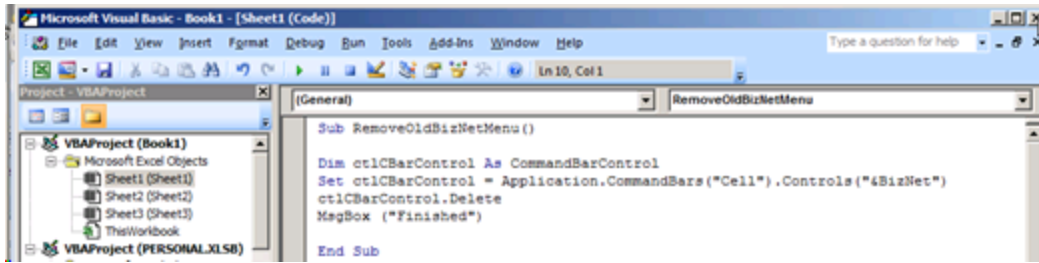 Microsoft Visual Basic - Book1 - [Sheet1 (Code)]
File Edit View Insert Format Debug Run Tools Add-Ins Window Help
Type a question for help
Ln 10, Col 1
Project - VBAProject
(General)
RemoveOldBizNetMenu
VBAProject (Book1)
Microsoft Excel Objects
Sheet1 (Sheet1)
Sheet2 (Sheet2)
Sheet3 (Sheet3)
ThisWorkbook
VBAProject (PERSONAL.XLSB)
Sub RemoveOldBizNetMenu()
Dim ctlCBarControl As CommandBarControl
Set ctlCBarControl = Application.CommandBars("Cell").Controls("&BizNet")
ctlCBarControl.Delete
MsgBox ("Finished")
End Sub